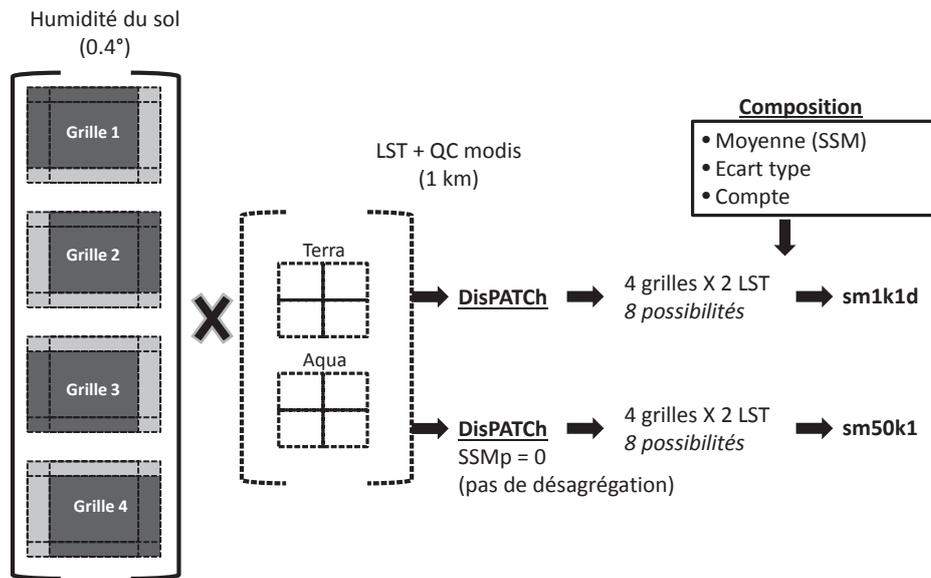 Humidité du sol
(0.4°)
Grille 1
Grille 2
Grille 3
Grille 4
X
LST + QC modis
(1 km)
Terra
Aqua
Composition
• Moyenne (SSM)
• Ecart type
• Compte
DisPATCh
4 grilles X 2 LST
8 possibilités
sm1k1d
DisPATCh
SSMp = 0
(pas de désagrégation)
4 grilles X 2 LST
8 possibilités
sm50k1